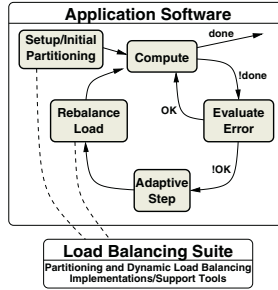 Application Software
Setup/Initial
Partitioning
Compute
done
!done
OK
Rebalance
Load
Evaluate
Error
!OK
Adaptive
Step
Load Balancing Suite
Partitioning and Dynamic Load Balancing
Implementations/Support Tools